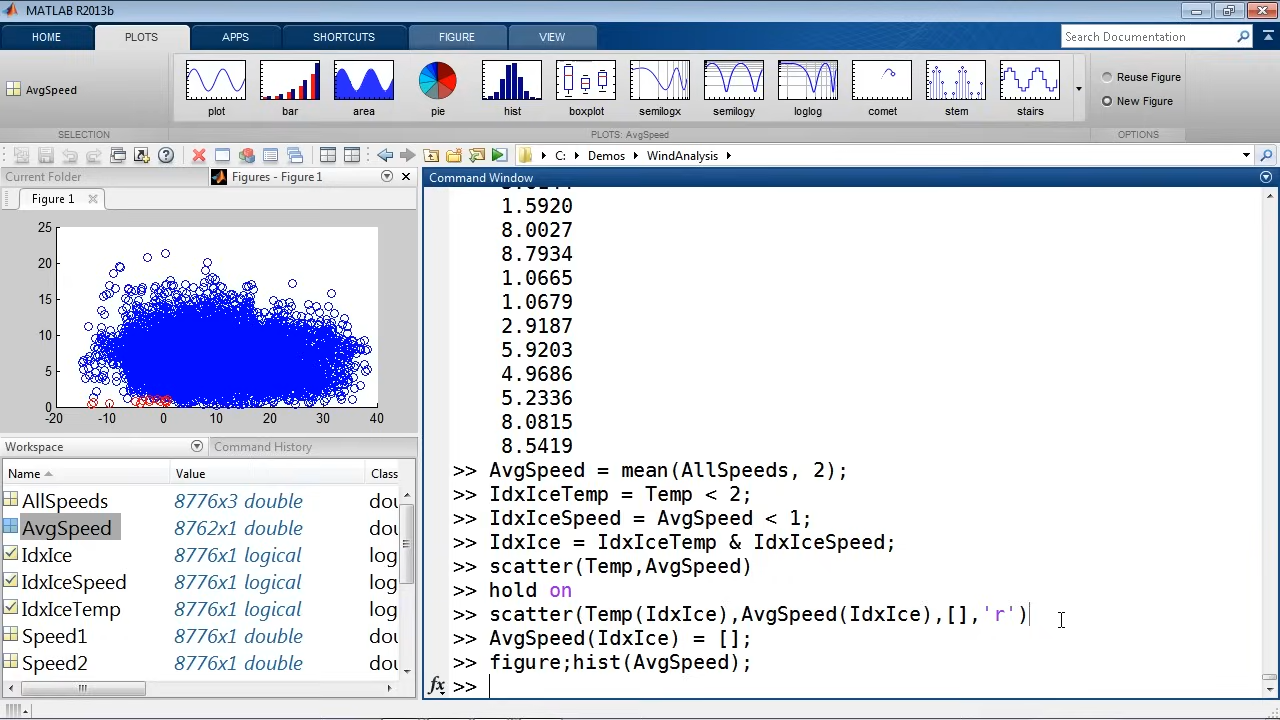 MATLAB R2013b
HOME PLOTS APPS SHORTCUTS FIGURE VIEW
Search Documentation
AvgSpeed
plot bar area pie hist boxplot semilogx semilogy loglog comet stem stairs
Reuse Figure
New Figure
SELECTION PLOTS: AvgSpeed OPTIONS
C: Demos WindAnalysis
Current Folder
Figures - Figure 1
Figure 1
25
20
15
10
5
0
-20 -10 0 10 20 30 40
Workspace Command History
Name Value Class
AllSpeeds 8776x3 double
AvgSpeed 8762x1 double
IdxIce 8776x1 logical
IdxIceSpeed 8776x1 logical
IdxIceTemp 8776x1 logical
Speed1 8776x1 double
Speed2 8776x1 double
Command Window
1.5920
8.0027
8.7934
1.0665
1.0679
2.9187
5.9203
4.9686
5.2336
8.0815
8.5419
>> AvgSpeed = mean(AllSpeeds, 2);
>> IdxIceTemp = Temp < 2;
>> IdxIceSpeed = AvgSpeed < 1;
>> IdxIce = IdxIceTemp & IdxIceSpeed;
>> scatter(Temp,AvgSpeed)
>> hold on
>> scatter(Temp(IdxIce),AvgSpeed(IdxIce),[],'r')
>> AvgSpeed(IdxIce) = [];
>> figure;hist(AvgSpeed);
fx >>